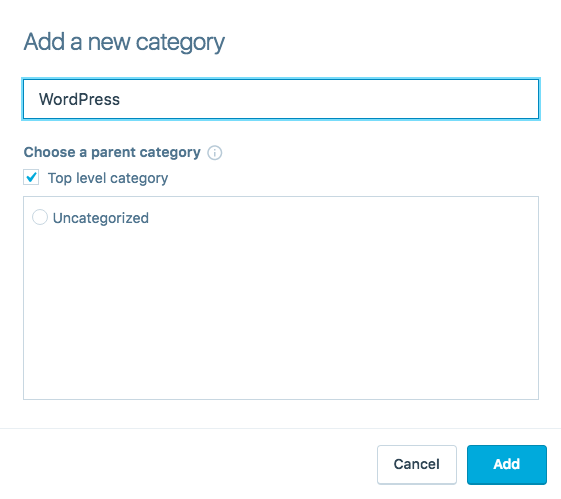 Add a new category
WordPress
Choose a parent category
Top level category
Uncategorized
Cancel
Add